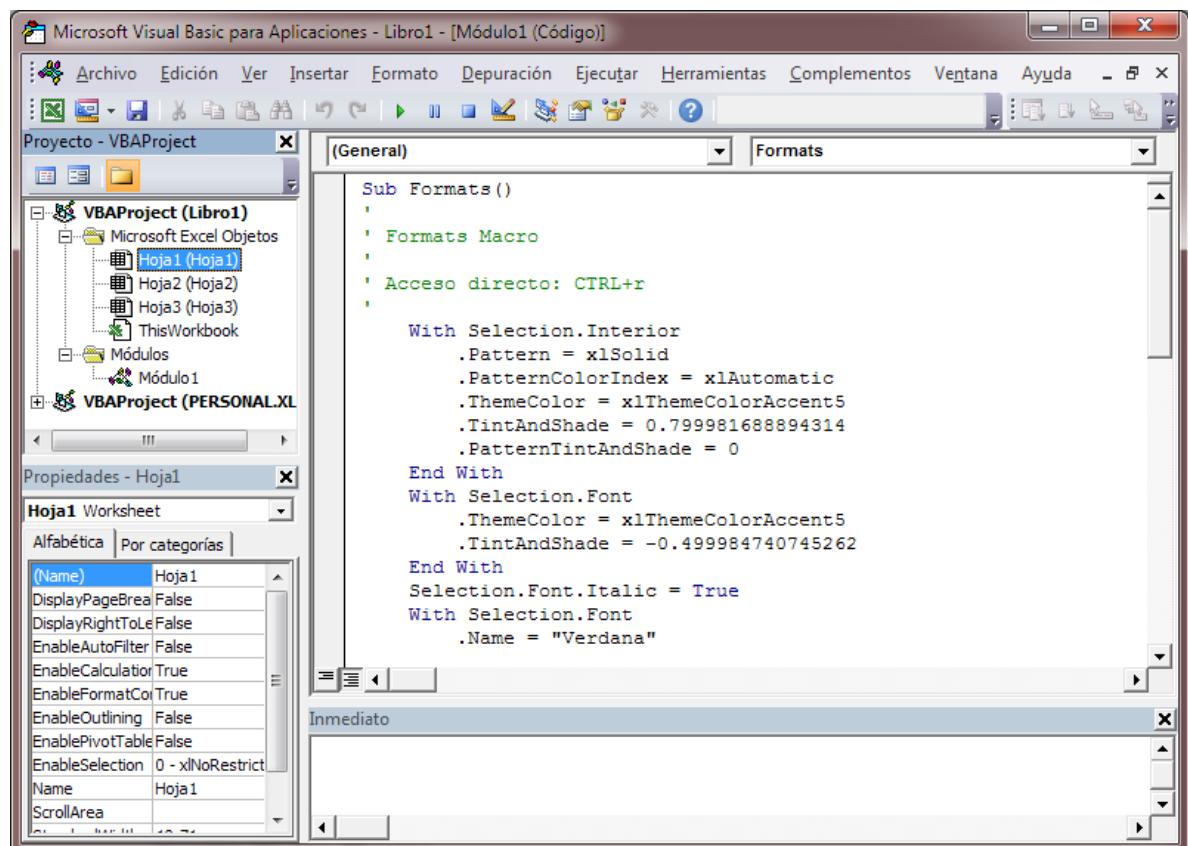 Microsoft Visual Basic para Aplicaciones - Libro1 - [Módulo1 (Código)]
Archivo Edición Ver Insertar Formato Depuración Ejecutar Herramientas Complementos Ventana Ayuda
Proyecto - VBAProject
VBAProject (Libro1)
Microsoft Excel Objetos
Hoja1 (Hoja1)
Hoja2 (Hoja2)
Hoja3 (Hoja3)
ThisWorkbook
Módulos
Módulo1
VBAProject (PERSONAL.XL
Propiedades - Hoja1
Hoja1 Worksheet
Alfabética Por categorías
(Name) Hoja1
DisplayPageBrea False
DisplayRightToLe False
EnableAutoFilter False
EnableCalculatior True
EnableFormatCor True
EnableOutlining False
EnablePivotTable False
EnableSelection 0 - xlNoRestrict
Name Hoja1
ScrollArea
(General) Formats
Sub Formats()
'
' Formats Macro
'
' Acceso directo: CTRL+r
'
With Selection.Interior
.Pattern = xlSolid
.PatternColorIndex = xlAutomatic
.ThemeColor = xlThemeColorAccent5
.TintAndShade = 0.799981688894314
.PatternTintAndShade = 0
End With
With Selection.Font
.ThemeColor = xlThemeColorAccent5
.TintAndShade = -0.499984740745262
End With
Selection.Font.Italic = True
With Selection.Font
.Name = "Verdana"
Inmediato